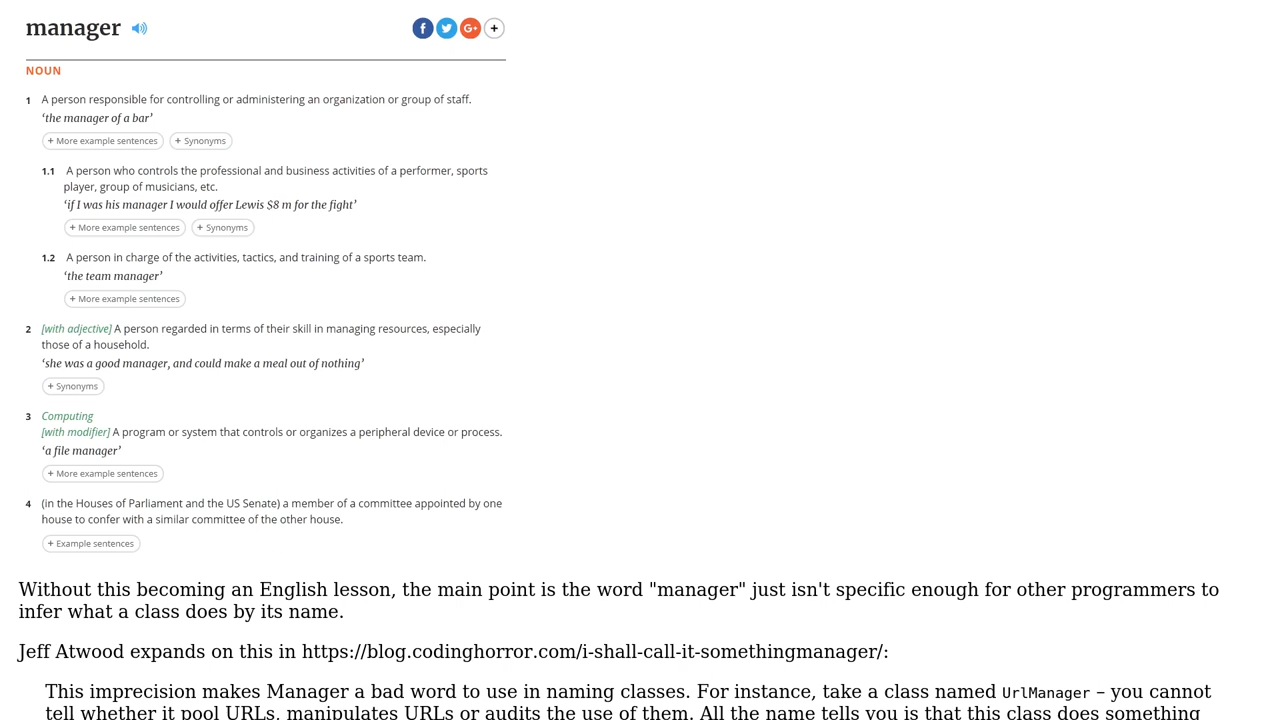 manager
NOUN
1 A person responsible for controlling or administering an organization or group of staff.
‘the manager of a bar’
+ More example sentences + Synonyms
1.1 A person who controls the professional and business activities of a performer, sports
player, group of musicians, etc.
‘if I was his manager I would offer Lewis $8 m for the fight’
+ More example sentences + Synonyms
1.2 A person in charge of the activities, tactics, and training of a sports team.
‘the team manager’
+ More example sentences
2 [with adjective] A person regarded in terms of their skill in managing resources, especially
those of a household.
‘she was a good manager, and could make a meal out of nothing’
+ Synonyms
3 Computing
[with modifier] A program or system that controls or organizes a peripheral device or process.
‘a file manager’
+ More example sentences
4 (in the Houses of Parliament and the US Senate) a member of a committee appointed by one
house to confer with a similar committee of the other house.
+ Example sentences
Without this becoming an English lesson, the main point is the word "manager" just isn't specific enough for other programmers to
infer what a class does by its name.
Jeff Atwood expands on this in https://blog.codinghorror.com/i-shall-call-it-somethingmanager/:
This imprecision makes Manager a bad word to use in naming classes. For instance, take a class named UrlManager – you cannot
tell whether it pool URLs, manipulates URLs or audits the use of them. All the name tells you is that this class does something